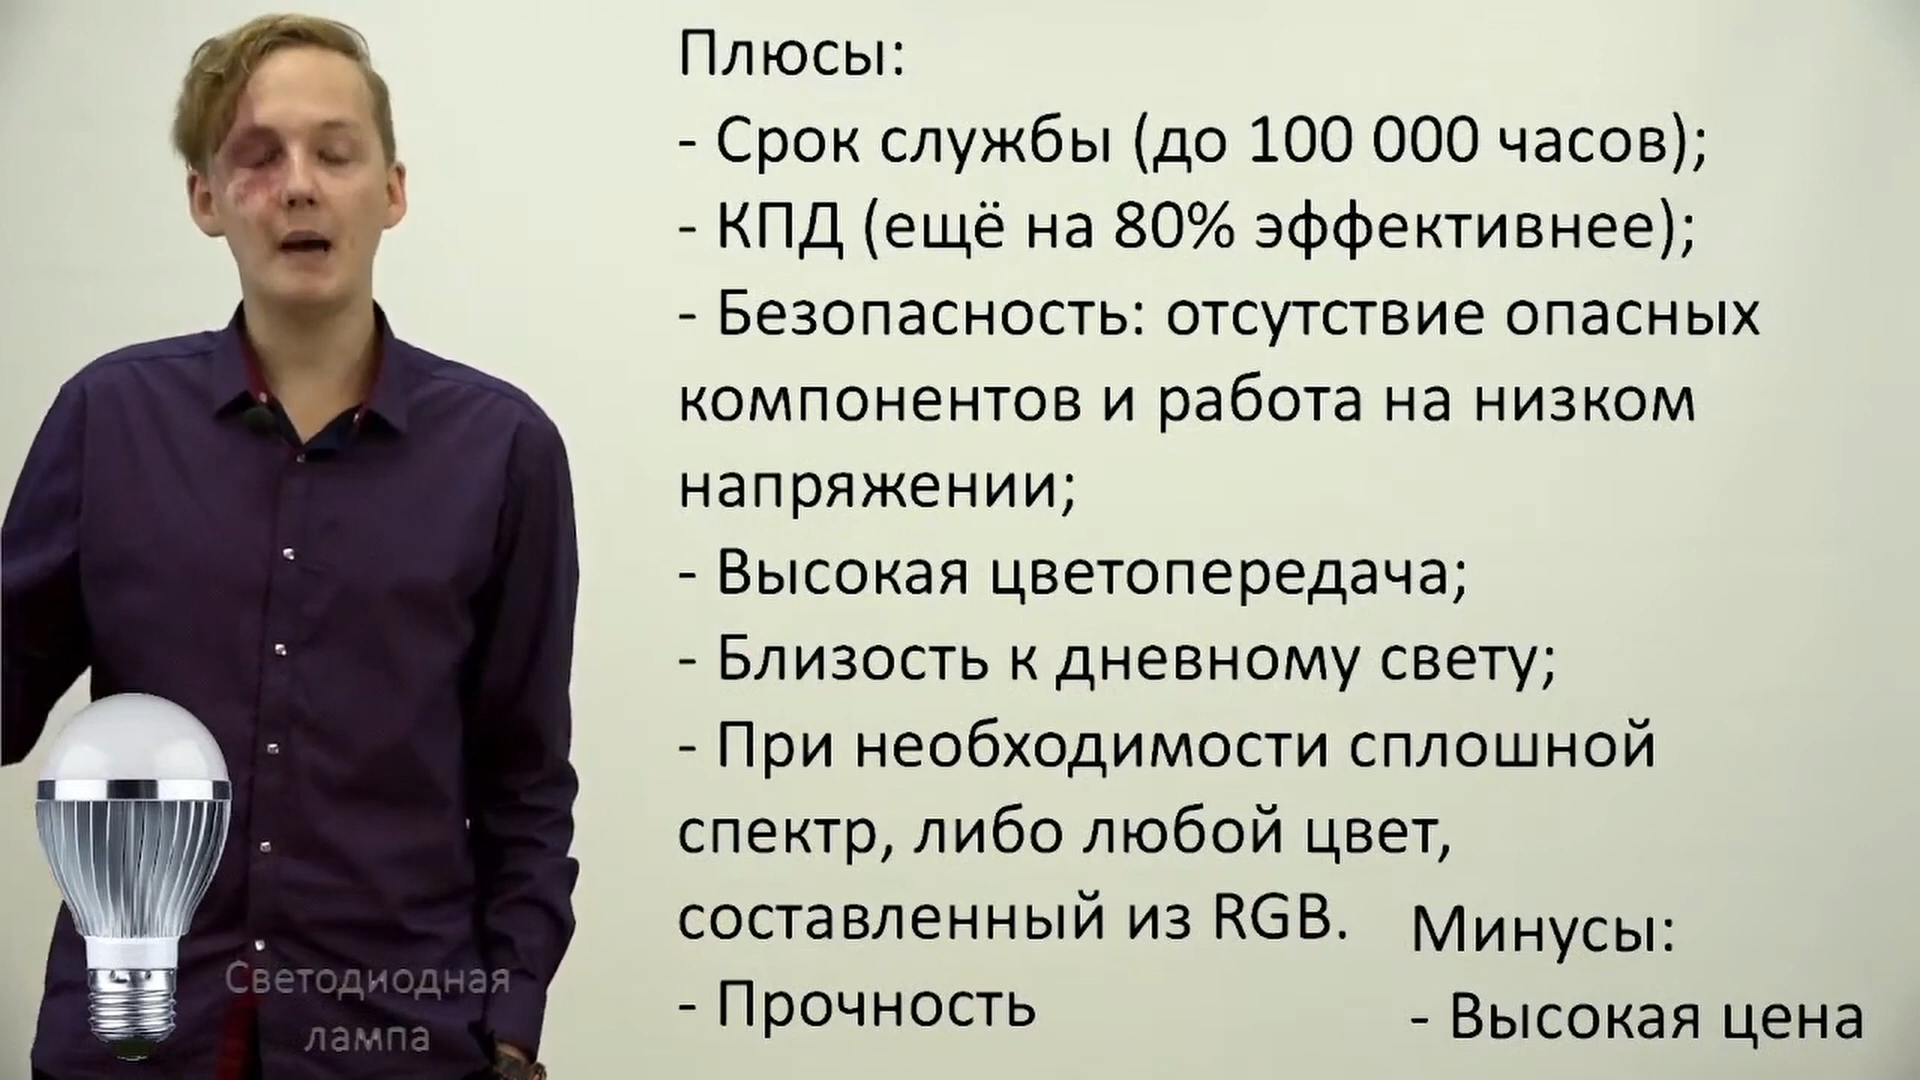 Плюсы:
- Срок службы (до 100 000 часов);
- КПД (ещё на 80% эффективнее);
- Безопасность: отсутствие опасных
компонентов и работа на низком
напряжении;
- Высокая цветопередача;
- Близость к дневному свету;
- При необходимости сплошной
спектр, либо любой цвет,
составленный из RGB.
- Прочность
Минусы:
- Высокая цена
Светодиодная
лампа